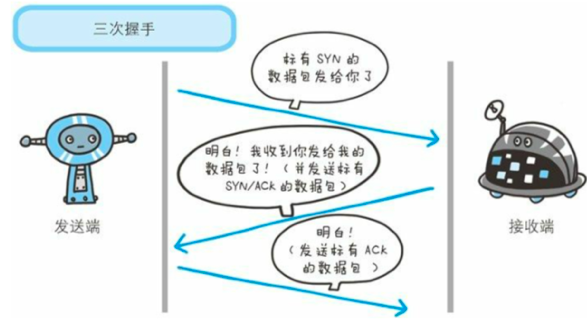 三次握手
标有 SYN 的
数据包发给你了
明白！我收到你发给我的
数据包了！（并发送标有
SYN/ACK 的数据包）
发送端
接收端
明白！
（发送标有 ACK
的数据包）